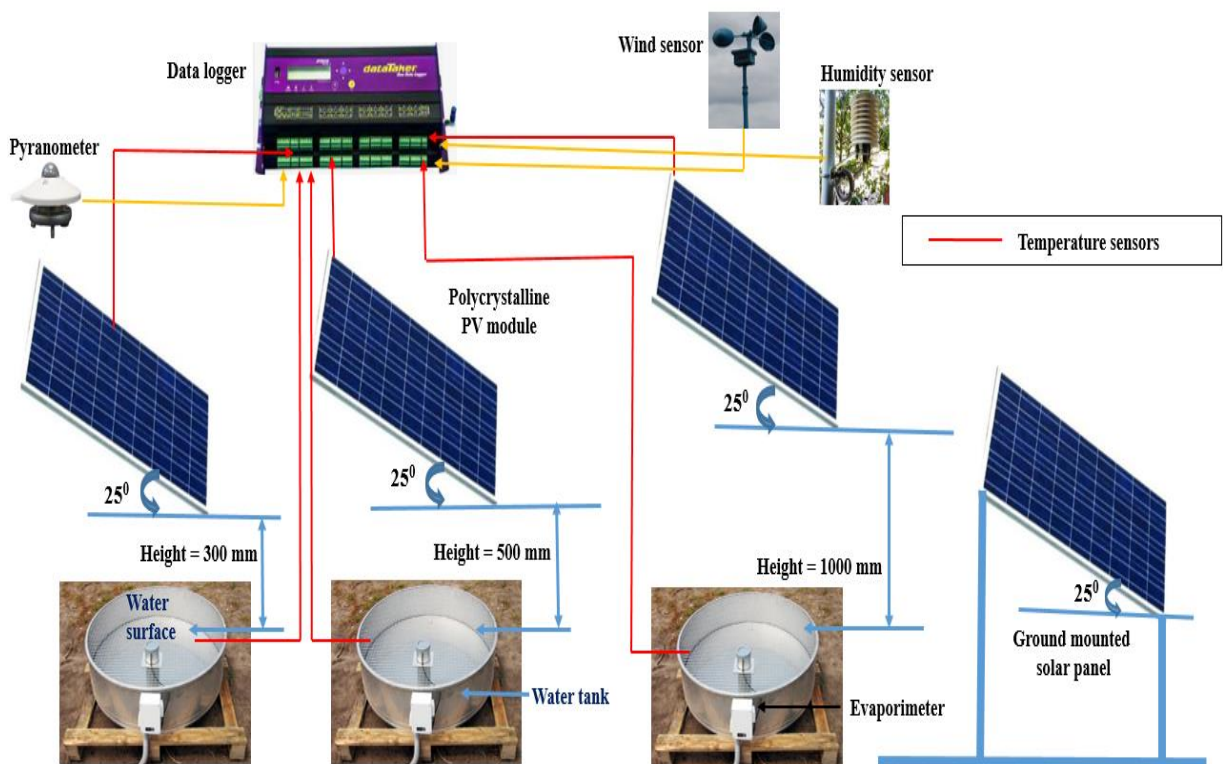 Wind sensor
Data logger
dataTaker
Humidity sensor
Pyranometer
Temperature sensors
Polycrystalline
PV module
25⁰
25⁰
25⁰
25⁰
Height = 300 mm
Height = 500 mm
Height = 1000 mm
Water
surface
Ground mounted
solar panel
Water tank
Evaporimeter